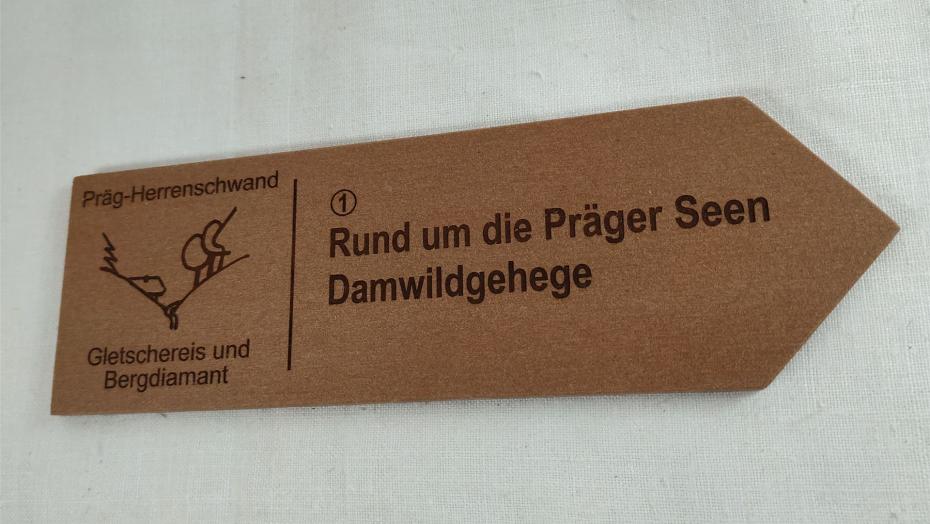 Präg-Herrenschwand
Gletschereis und
Bergdiamant
①
Rund um die Präger Seen
Damwildgehege